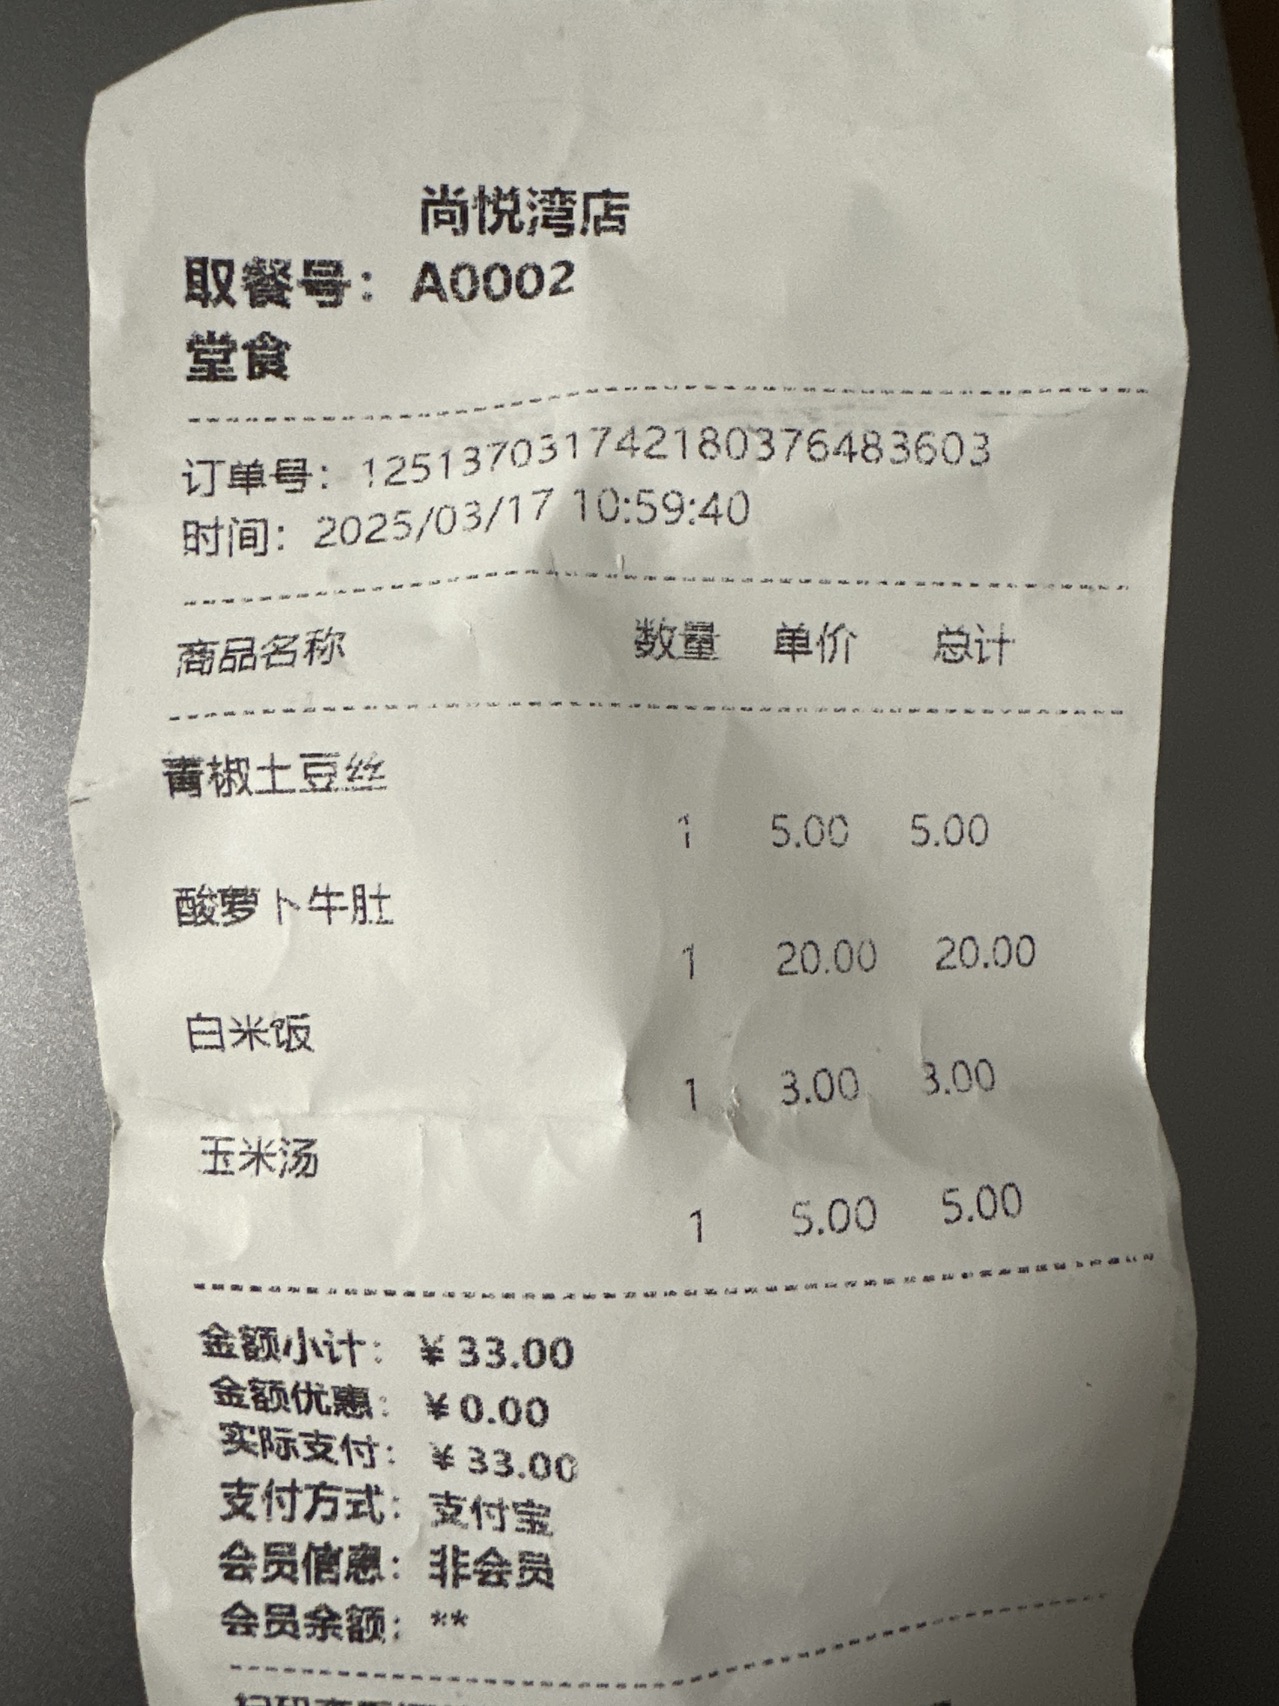 尚悦湾店
取餐号：A0002
堂食
订单号：125137031742180376483603
时间：2025/03/17 10:59:40
商品名称 数量 单价 总计
青椒土豆丝
1 5.00 5.00
酸萝卜牛肚
1 20.00 20.00
白米饭
1 3.00 3.00
玉米汤
1 5.00 5.00
金额小计：¥33.00
金额优惠：¥0.00
实际支付：¥33.00
支付方式：支付宝
会员信息：非会员
会员余额：**